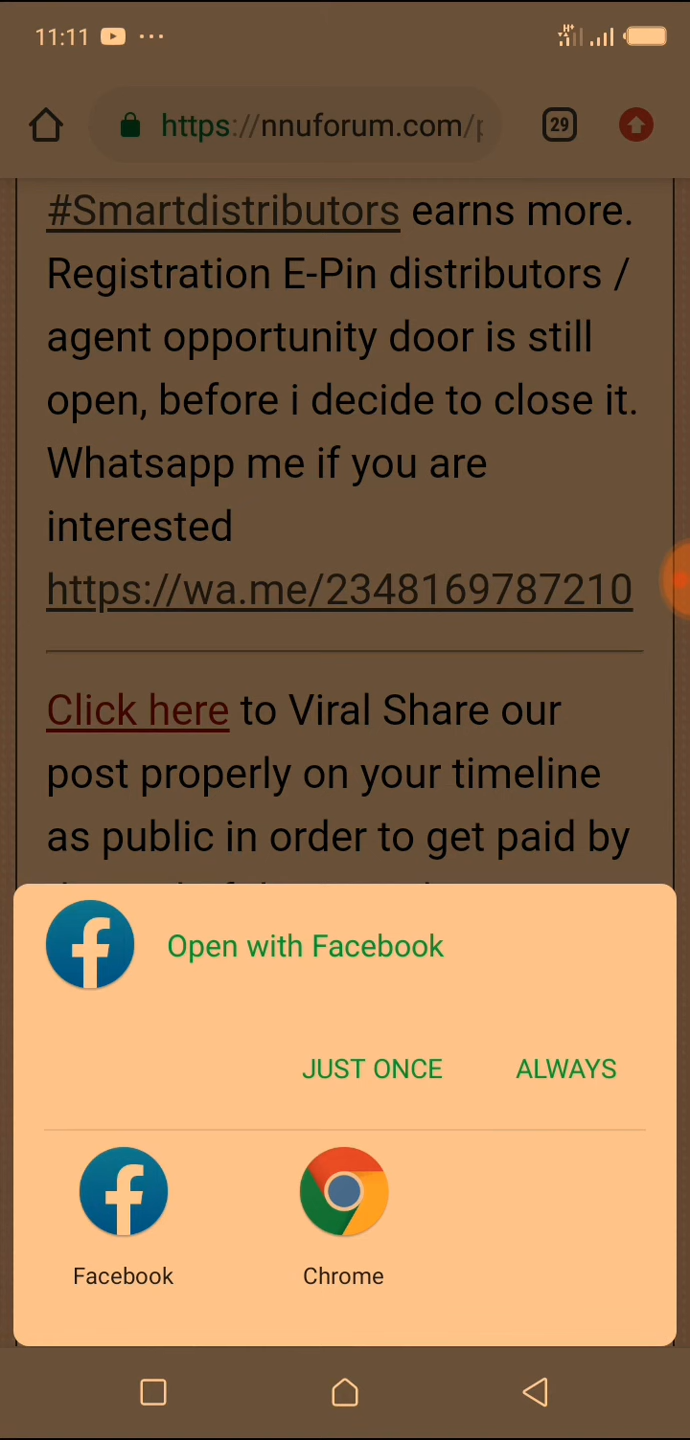 11:11
https://nnuforum.com/p
29
#Smartdistributors earns more.
Registration E-Pin distributors /
agent opportunity door is still
open, before i decide to close it.
Whatsapp me if you are
interested
https://wa.me/2348169787210
Click here to Viral Share our
post properly on your timeline
as public in order to get paid by
Open with Facebook
JUST ONCE
ALWAYS
Facebook
Chrome